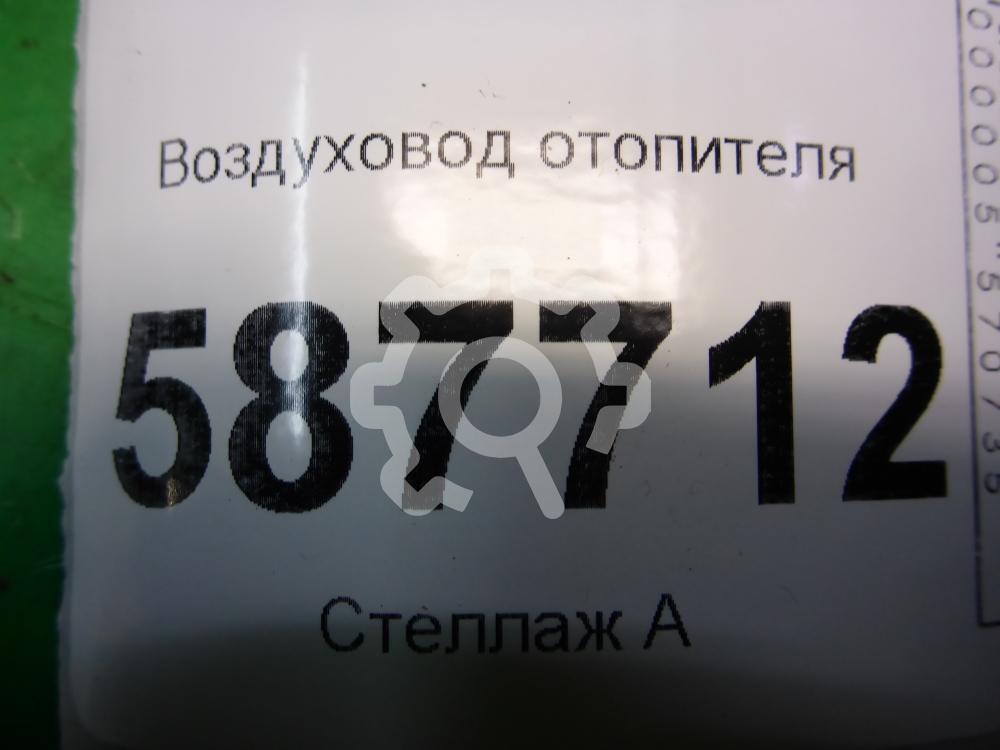 Воздуховод отопителя
587712
Стеллаж А